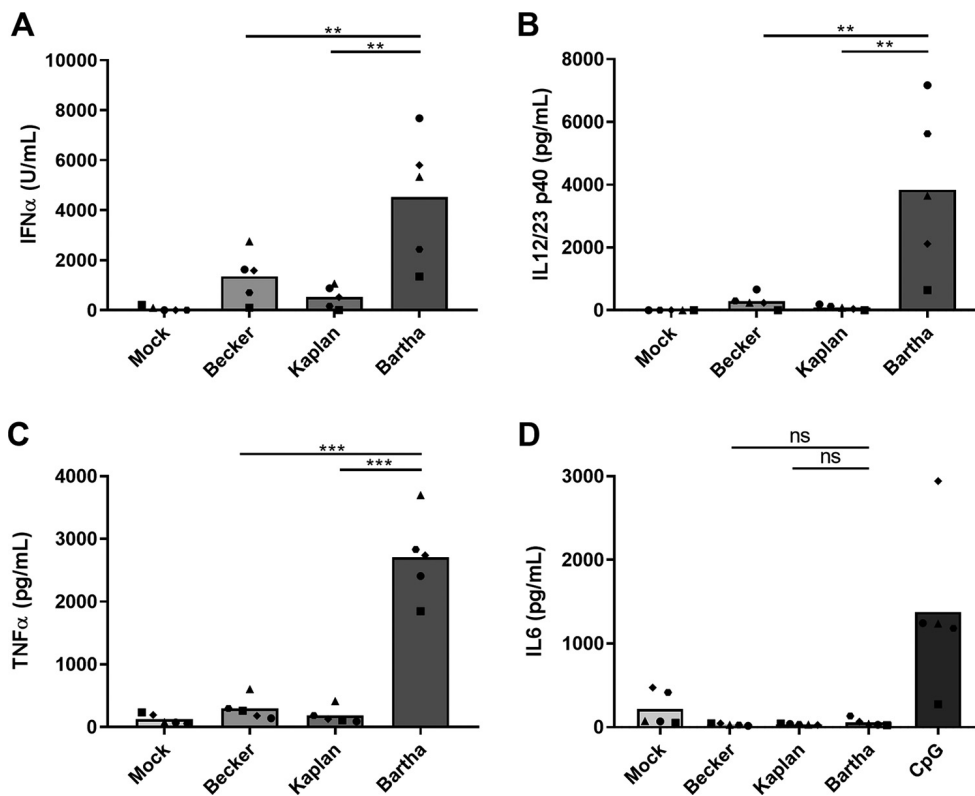 A
**
**
IFNα (U/mL)
10000
8000
6000
4000
2000
0
Mock
Becker
Kaplan
Bartha
B
**
**
IL12/23 p40 (pg/mL)
8000
6000
4000
2000
0
Mock
Becker
Kaplan
Bartha
C
***
***
TNFα (pg/mL)
4000
3000
2000
1000
0
Mock
Becker
Kaplan
Bartha
D
ns
ns
IL6 (pg/mL)
3000
2000
1000
0
Mock
Becker
Kaplan
Bartha
CpG